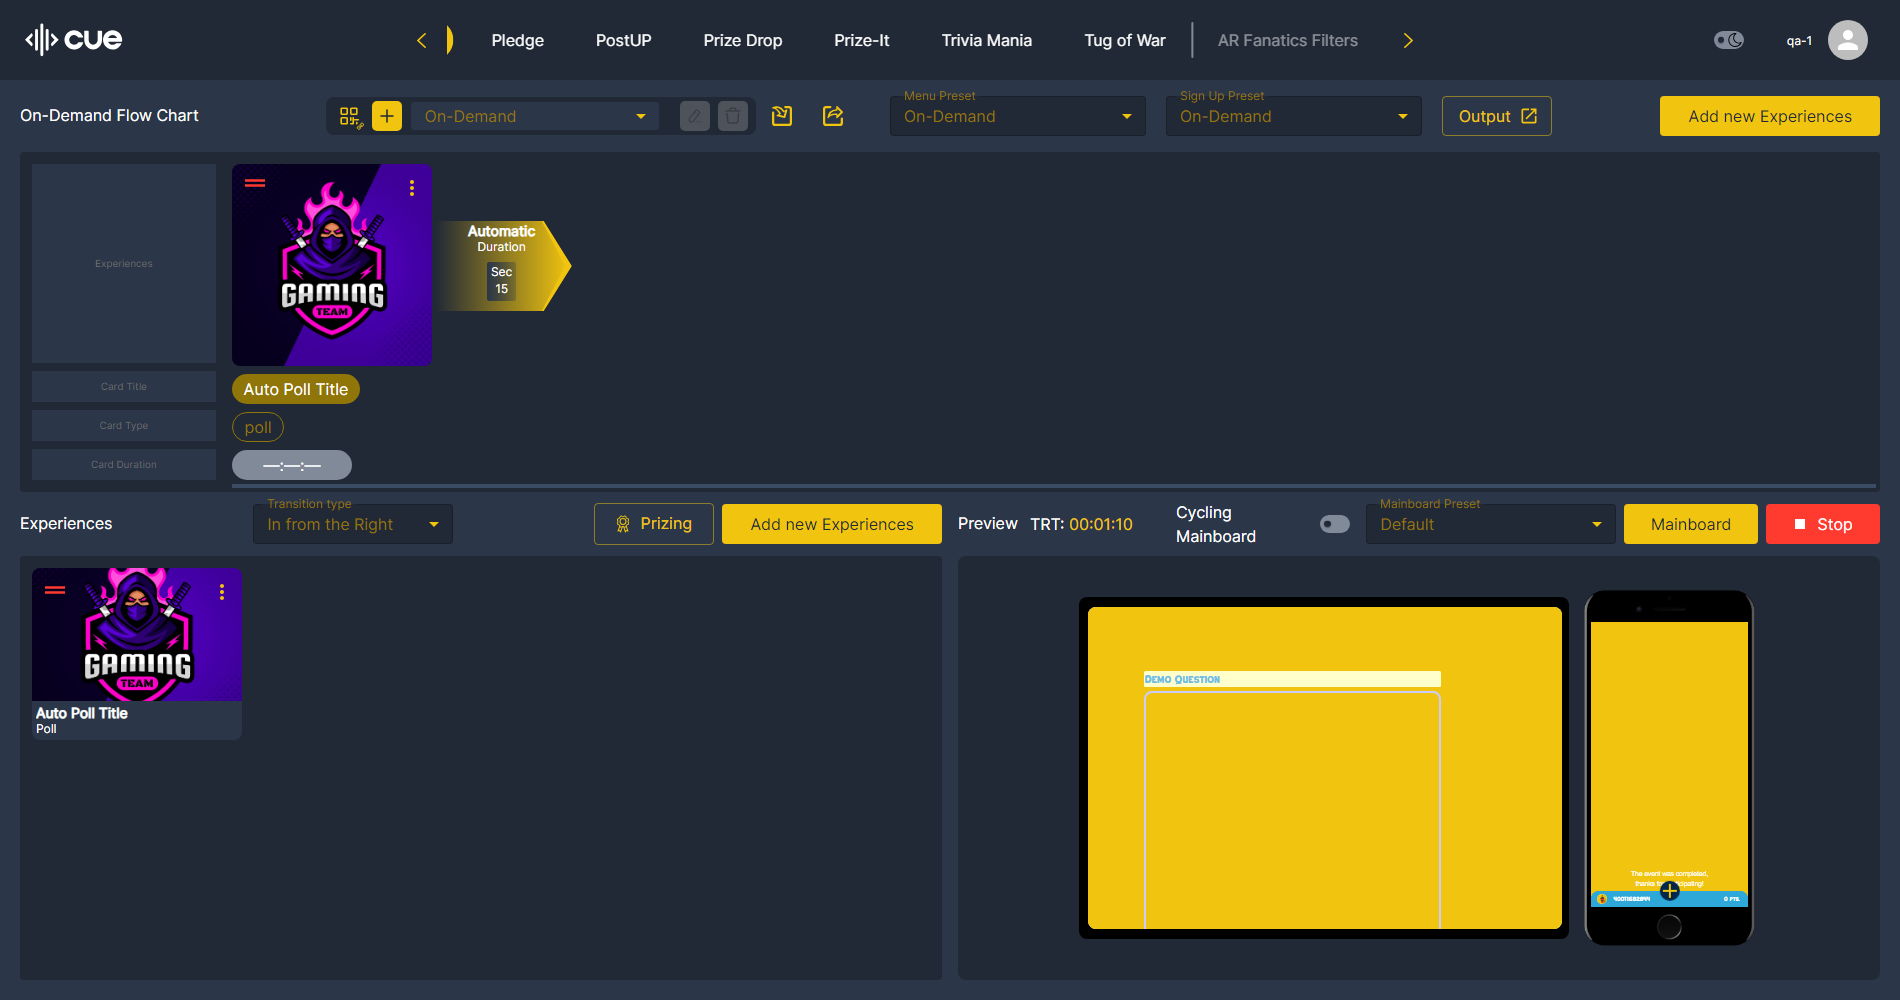 cue
Pledge
PostUP
Prize Drop
Prize-It
Trivia Mania
Tug of War
AR Fanatics Filters
qa-1
On-Demand Flow Chart
On-Demand
Menu Preset
On-Demand
Sign Up Preset
On-Demand
Output
Add new Experiences
Experiences
GAMING
TEAM
Automatic
Duration
Sec
15
Card Title
Auto Poll Title
Card Type
poll
Card Duration
—:—:—
Experiences
Transition type
In from the Right
Prizing
Add new Experiences
Preview
TRT: 00:01:10
Cycling
Mainboard
Mainboard Preset
Default
Mainboard
Stop
GAMING
TEAM
Auto Poll Title
Poll
Demo Question
The event was completed,
thanks for
0 PTS.